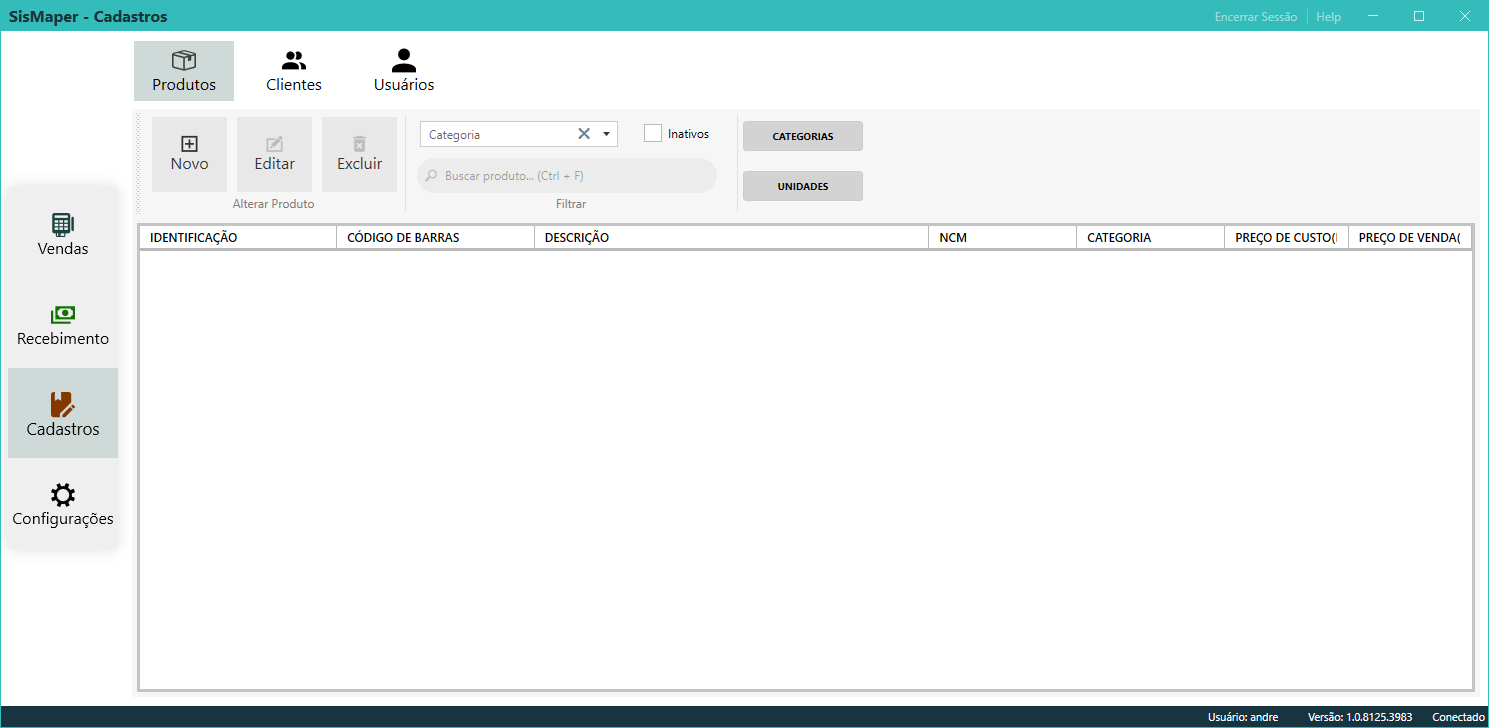 SisMaper - Cadastros
Encerrar Sessão
Help
Produtos
Clientes
Usuários
Vendas
Recebimento
Cadastros
Configurações
Novo
Editar
Excluir
Alterar Produto
Categoria
Inativos
Buscar produto... (Ctrl + F)
Filtrar
CATEGORIAS
UNIDADES
IDENTIFICAÇÃO CÓDIGO DE BARRAS DESCRIÇÃO NCM CATEGORIA PREÇO DE CUSTO( PREÇO DE VENDA(
Usuário: andre Versão: 1.0.8125.3983 Conectado